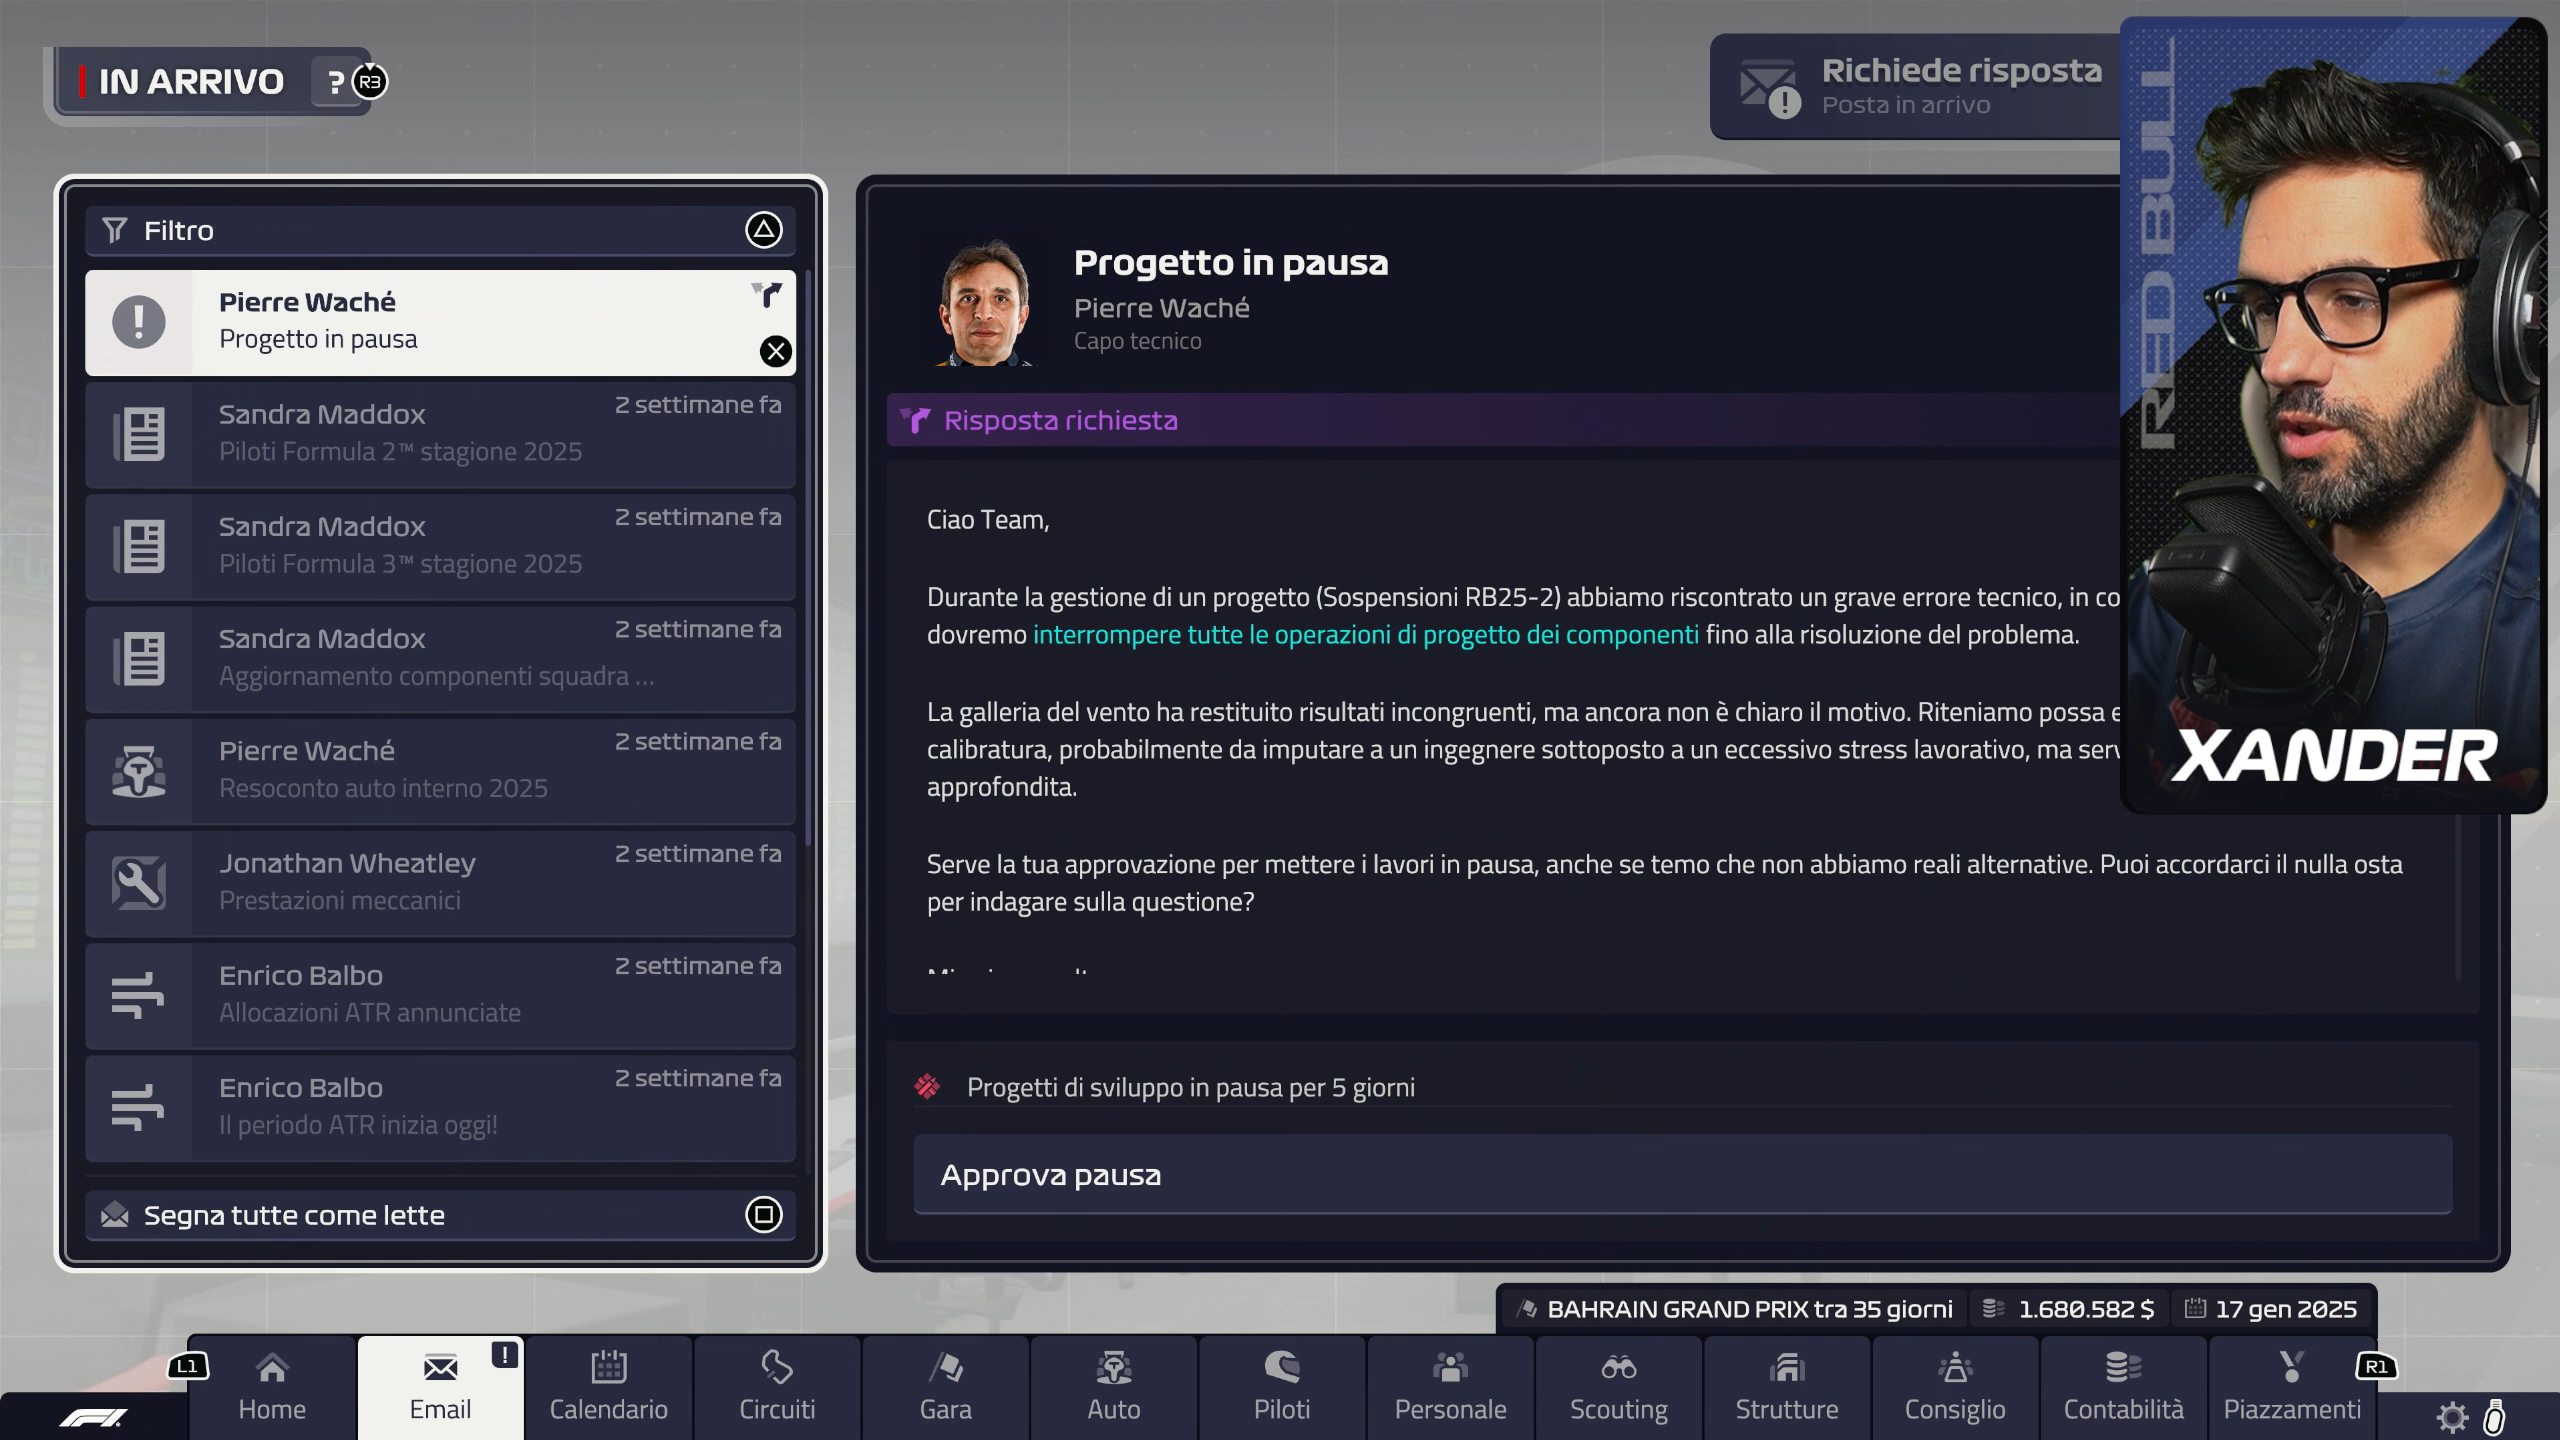 IN ARRIVO ? R3
Richiede risposta
Posta in arrivo
RED BULL
XANDER
Filtro
Pierre Waché
Progetto in pausa
Sandra Maddox 2 settimane fa
Piloti Formula 2™ stagione 2025
Sandra Maddox 2 settimane fa
Piloti Formula 3™ stagione 2025
Sandra Maddox 2 settimane fa
Aggiornamento componenti squadra ...
Pierre Waché 2 settimane fa
Resoconto auto interno 2025
Jonathan Wheatley 2 settimane fa
Prestazioni meccanici
Enrico Balbo 2 settimane fa
Allocazioni ATR annunciate
Enrico Balbo 2 settimane fa
Il periodo ATR inizia oggi!
Segna tutte come lette
Progetto in pausa
Pierre Waché
Capo tecnico
Risposta richiesta
Ciao Team,
Durante la gestione di un progetto (Sospensioni RB25-2) abbiamo riscontrato un grave errore tecnico, in co
dovremo interrompere tutte le operazioni di progetto dei componenti fino alla risoluzione del problema.
La galleria del vento ha restituito risultati incongruenti, ma ancora non è chiaro il motivo. Riteniamo possa e
calibratura, probabilmente da imputare a un ingegnere sottoposto a un eccessivo stress lavorativo, ma serv
approfondita.
Serve la tua approvazione per mettere i lavori in pausa, anche se temo che non abbiamo reali alternative. Puoi accordarci il nulla osta
per indagare sulla questione?
Progetti di sviluppo in pausa per 5 giorni
Approva pausa
BAHRAIN GRAND PRIX tra 35 giorni 1.680.582 $ 17 gen 2025
L1 Home Email ! Calendario Circuiti Gara Auto Piloti Personale Scouting Strutture Consiglio Contabilità Piazzamenti R1